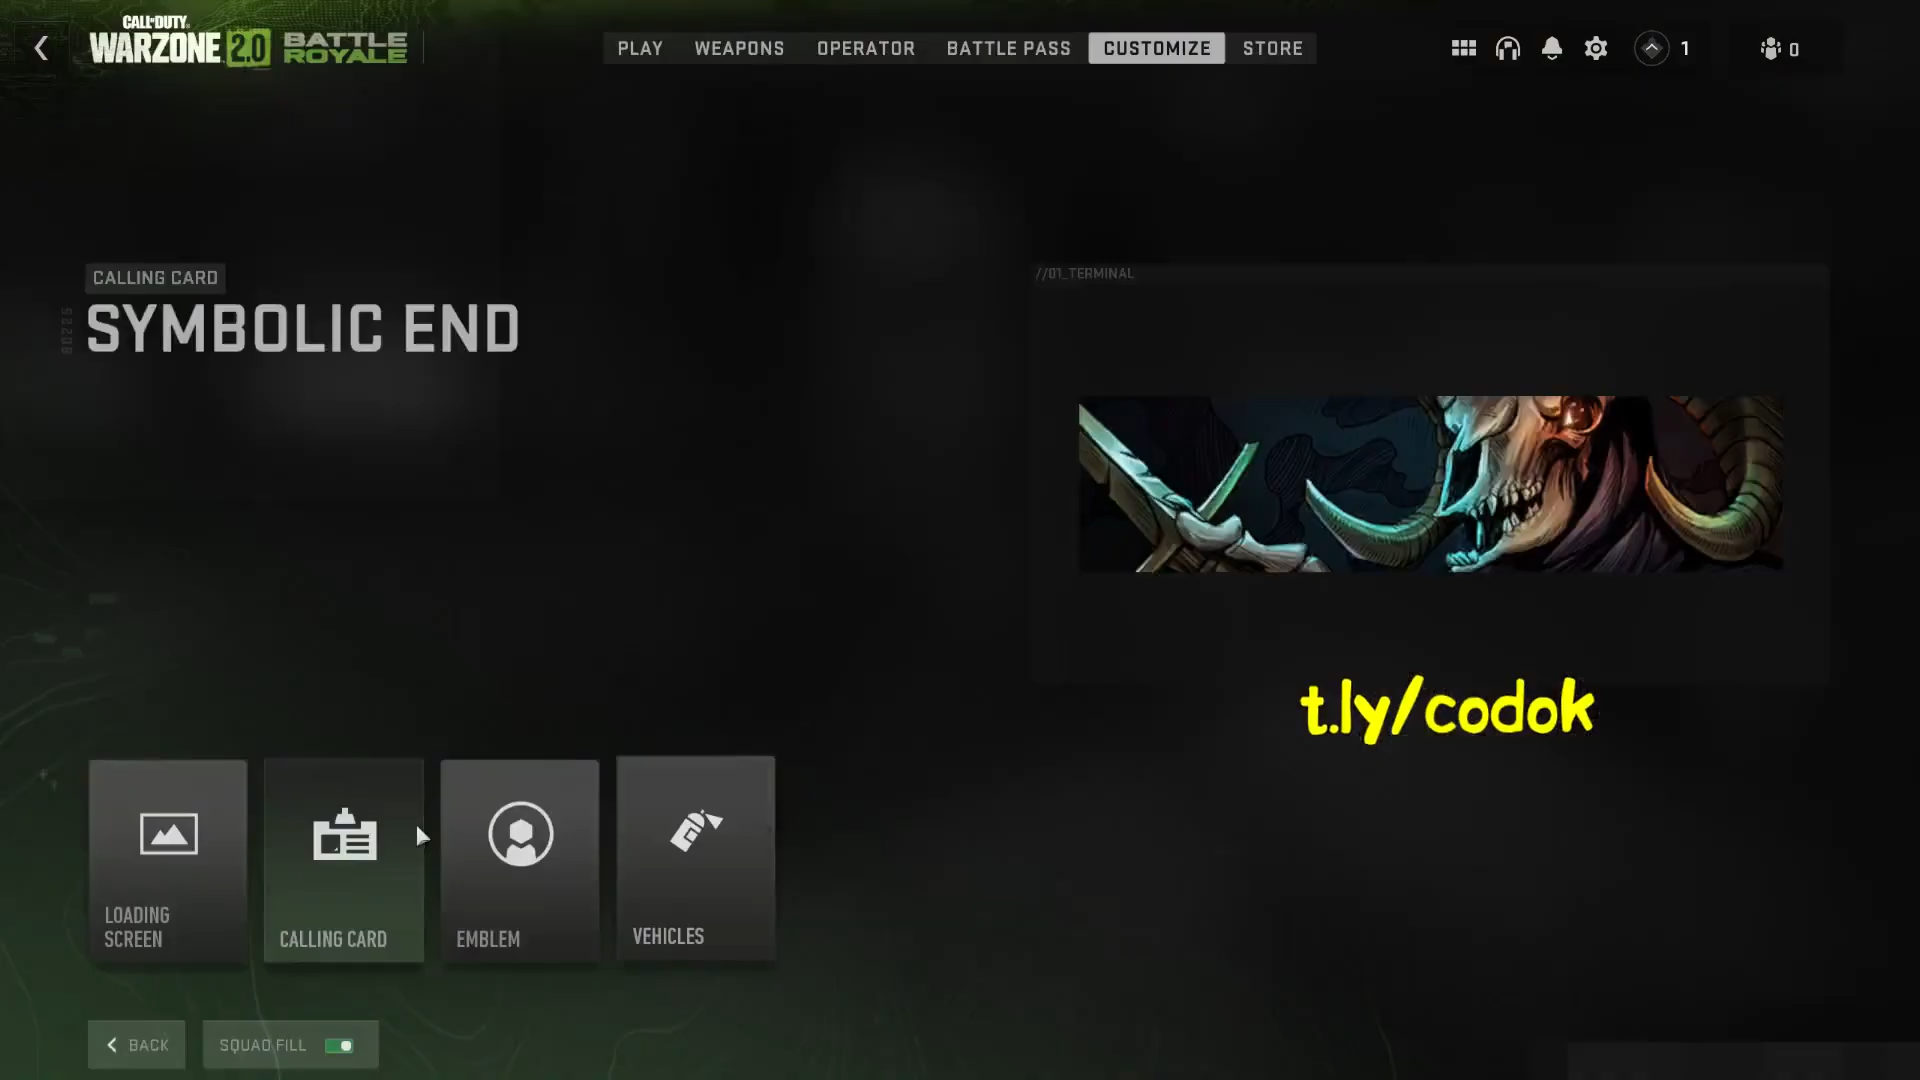 CALL OF DUTY
WARZONE 2.0 BATTLE ROYALE
PLAY WEAPONS OPERATOR BATTLE PASS CUSTOMIZE STORE
1
0
CALLING CARD
SYMBOLIC END
//01_TERMINAL
t.ly/codok
LOADING SCREEN
CALLING CARD
EMBLEM
VEHICLES
BACK
SQUAD FILL